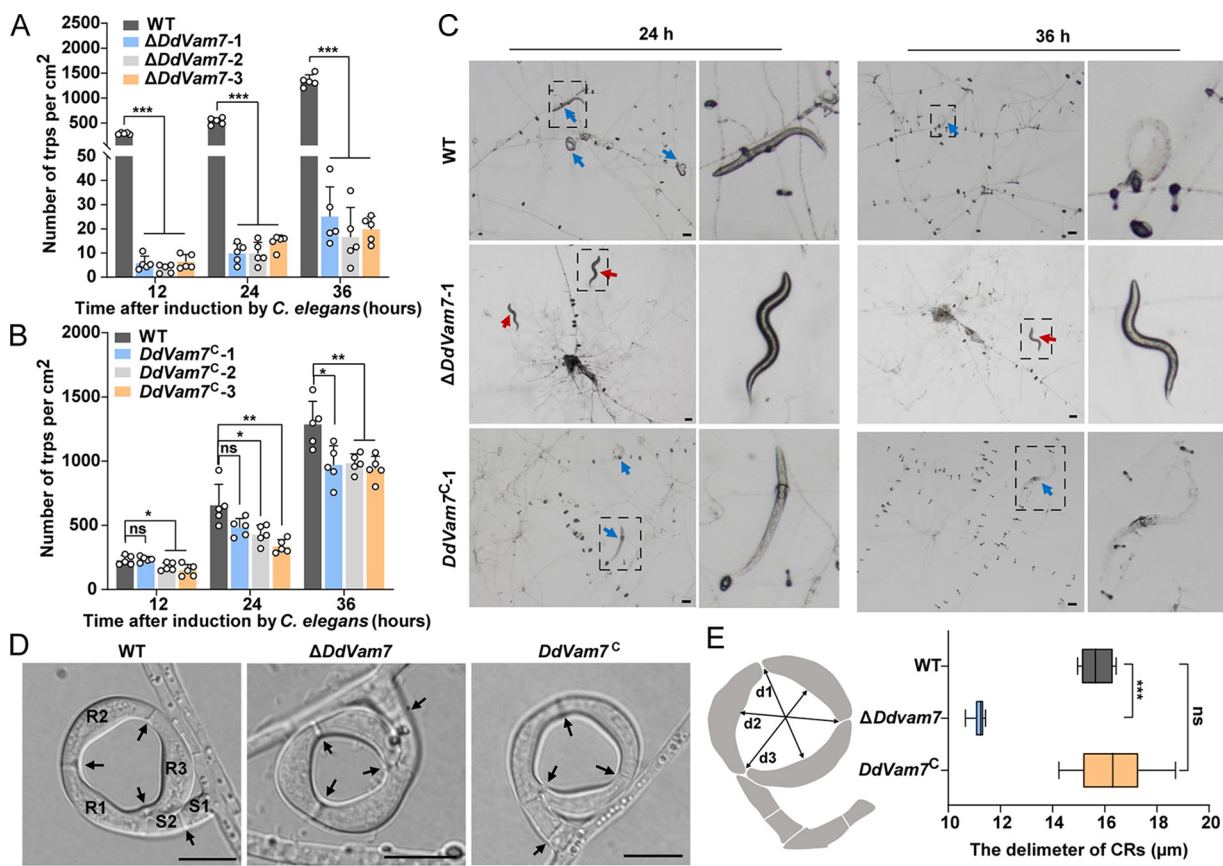 A
Number of trps per cm2
2500
2000
1500
1000
500
50
40
30
20
10
0
WT
ΔDdVam7-1
ΔDdVam7-2
ΔDdVam7-3
***
***
***
12
24
36
Time after induction by C. elegans (hours)
B
Number of trps per cm2
2000
1500
1000
500
0
WT
DdVam7C-1
DdVam7C-2
DdVam7C-3
ns
*
ns
*
**
*
**
12
24
36
Time after induction by C. elegans (hours)
C
24 h
36 h
WT
ΔDdVam7-1
DdVam7C-1
D
WT
ΔDdVam7
DdVam7C
R2
R3
R1
S1
S2
E
d1
d2
d3
WT
ΔDdvam7
DdVam7C
***
ns
10
12
14
16
18
20
The delimeter of CRs (μm)